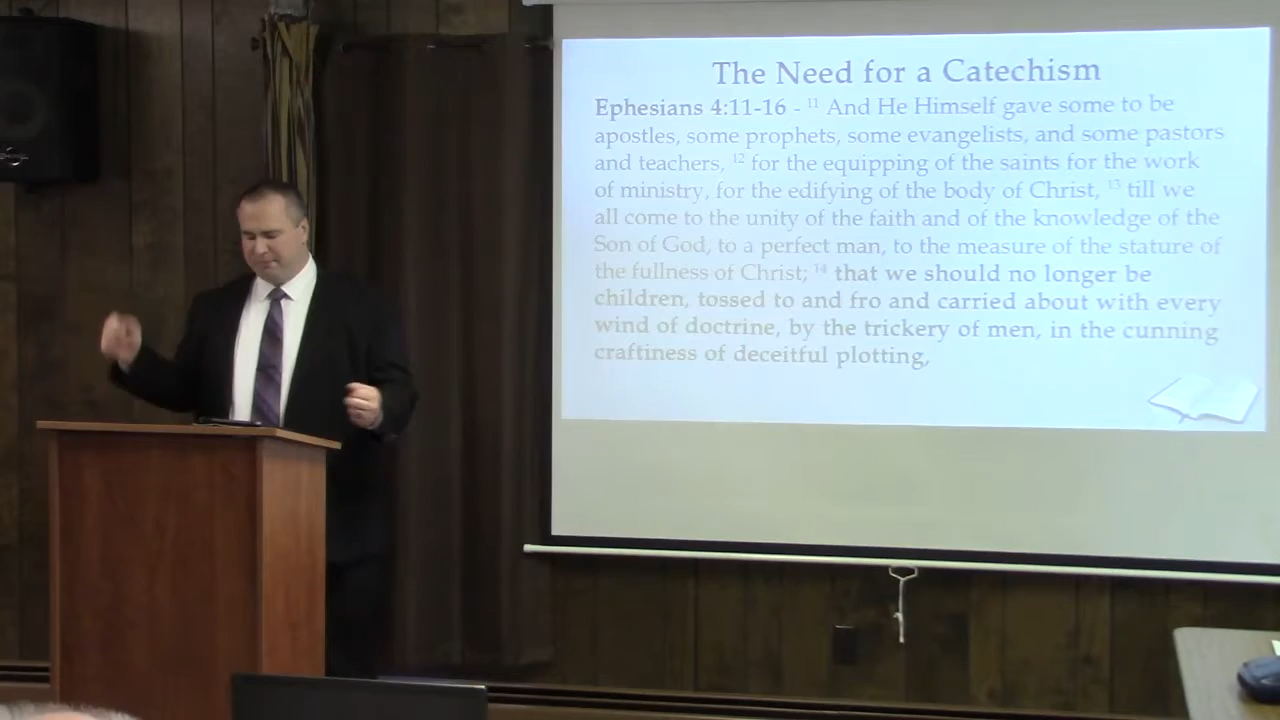 The Need for a Catechism
Ephesians 4:11-16 - 11 And He Himself gave some to be
apostles, some prophets, some evangelists, and some pastors
and teachers, 12 for the equipping of the saints for the work
of ministry, for the edifying of the body of Christ, 13 till we
all come to the unity of the faith and of the knowledge of the
Son of God, to a perfect man, to the measure of the stature of
the fullness of Christ; 14 that we should no longer be
children, tossed to and fro and carried about with every
wind of doctrine, by the trickery of men, in the cunning
craftiness of deceitful plotting,